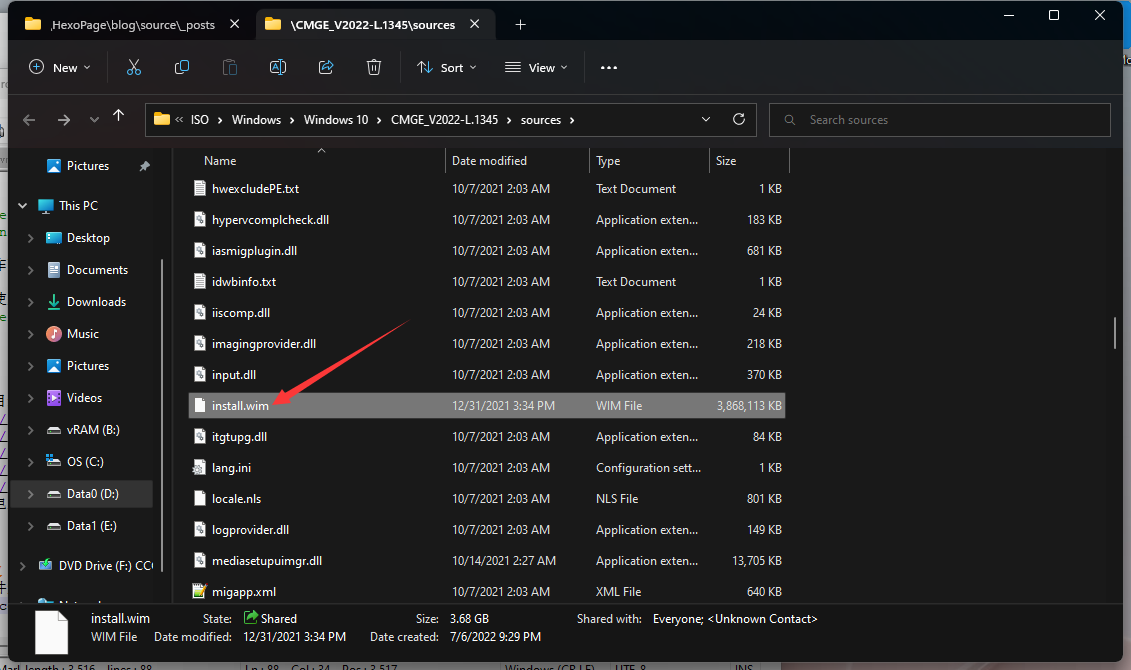 \HexoPage\blog\source\_posts
\CMGE_V2022-L.1345\sources
New
Sort
View
ISO
Windows
Windows 10
CMGE_V2022-L.1345
sources
Search sources
Pictures
This PC
Desktop
Documents
Downloads
Music
Pictures
Videos
vRAM (B:)
OS (C:)
Data0 (D:)
Data1 (E:)
DVD Drive (F:) CC
Name Date modified Type Size
hwexcludePE.txt 10/7/2021 2:03 AM Text Document 1 KB
hypervcomplcheck.dll 10/7/2021 2:03 AM Application exten... 183 KB
iasmigplugin.dll 10/7/2021 2:03 AM Application exten... 681 KB
idwbinfo.txt 10/7/2021 2:03 AM Text Document 1 KB
iiscomp.dll 10/7/2021 2:03 AM Application exten... 24 KB
imagingprovider.dll 10/7/2021 2:03 AM Application exten... 218 KB
input.dll 10/7/2021 2:03 AM Application exten... 370 KB
install.wim 12/31/2021 3:34 PM WIM File 3,868,113 KB
itgtupg.dll 10/7/2021 2:03 AM Application exten... 84 KB
lang.ini 10/7/2021 2:03 AM Configuration sett... 1 KB
locale.nls 10/7/2021 2:03 AM NLS File 801 KB
logprovider.dll 10/7/2021 2:03 AM Application exten... 149 KB
mediasetupuimgr.dll 10/14/2021 2:27 AM Application exten... 13,705 KB
migapp.xml 10/7/2021 2:03 AM XML File 640 KB
install.wim State: Shared Size: 3.68 GB Shared with: Everyone; <Unknown Contact>
WIM File Date modified: 12/31/2021 3:34 PM Date created: 7/6/2022 9:29 PM